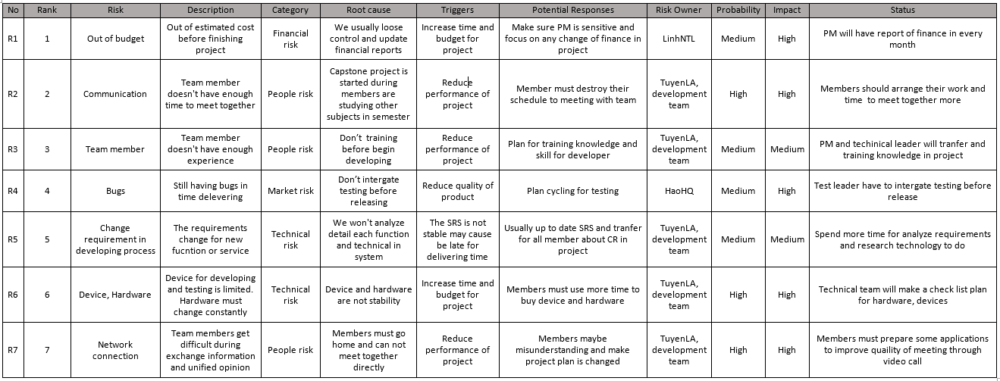 No Rank Risk Description Category Root cause Triggers Potential Responses Risk Owner Probability Impact Status
R1
1
Out of budget
Out of estimated cost
before finishing
project
Financial
risk
We usually loose
control and update
financial reports
Increase time and
budget for
project
Make sure PM is sensitive and
focus on any change of finance in
project
LinhNTL
Medium
High
PM will have report of finance in every
month
R2
2
Communication
Team member
doesn't have enough
time to meet together
People risk
Capstone project is
started during
members are
studying other
subjects in semester
Reduce
performance of
project
Member must destroy their
schedule to meeting with team
TuyenLA,
development
team
High
High
Members should arrange their work and
time to meet together more
R3
3
Team member
Team member
doesn't have enough
experience
People risk
Don't training
before begin
developing
Reduce
performance of
project
Plan for training knowledge and
skill for developer
TuyenLA,
development
team
Medium
Medium
PM and techinical leader will tranfer and
training knowledge in project
R4
4
Bugs
Still having bugs in
time delevering
Market risk
Don't intergate
testing before
releasing
Reduce quality of
product
Plan cycling for testing
HaoHQ
Medium
High
Test leader have to intergate testing before
release
R5
5
Change
requirement in
developing process
The requirements
change for new
fucntion or service
Technical
risk
We won't analyze
detail each function
and technical in
system
The SRS is not
stable may cause
be late for
delivering time
Usually up to date SRS and tranfer
for all member about CR in
project
TuyenLA,
development
team
Medium
Medium
Spend more time for analyze requirements
and research technology to do
R6
6
Device, Hardware
Device for developing
and testing is limited.
Hardware must
change constantly
Technical
risk
Device and hardware
are not stability
Increase time and
budget for
project
Members must use more time to
buy device and hardware
TuyenLA,
development
team
High
High
Technical team will make a check list plan
for hardware, devices
R7
7
Network
connection
Team members get
difficult during
exchange information
and unified opinion
People risk
Members must go
home and can not
meet together
directly
Reduce
performance of
project
Members maybe
misunderstanding and make
project plan is changed
TuyenLA,
development
team
High
High
Members must prepare some applications
to improve quaility of meeting through
video call